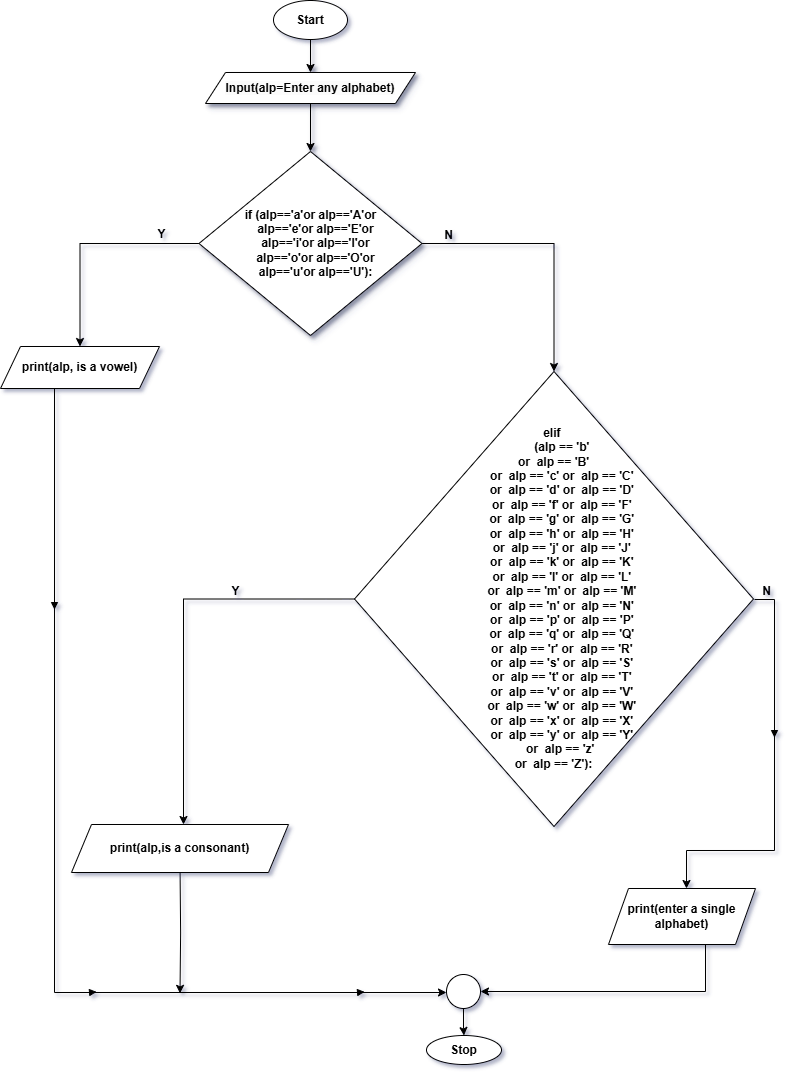 Start
Input(alp=Enter any alphabet)
if (alp=='a'or alp=='A'or
alp=='e'or alp=='E'or
alp=='i'or alp=='I'or
alp=='o'or alp=='O'or
alp=='u'or alp=='U'):
Y
N
print(alp, is a vowel)
elif
(alp == 'b'
or alp == 'B'
or alp == 'c' or alp == 'C'
or alp == 'd' or alp == 'D'
or alp == 'f' or alp == 'F'
or alp == 'g' or alp == 'G'
or alp == 'h' or alp == 'H'
or alp == 'j' or alp == 'J'
or alp == 'k' or alp == 'K'
or alp == 'l' or alp == 'L'
or alp == 'm' or alp == 'M'
or alp == 'n' or alp == 'N'
or alp == 'p' or alp == 'P'
or alp == 'q' or alp == 'Q'
or alp == 'r' or alp == 'R'
or alp == 's' or alp == 'S'
or alp == 't' or alp == 'T'
or alp == 'v' or alp == 'V'
or alp == 'w' or alp == 'W'
or alp == 'x' or alp == 'X'
or alp == 'y' or alp == 'Y'
or alp == 'z'
or alp == 'Z'):
Y
N
print(alp,is a consonant)
print(enter a single
alphabet)
Stop